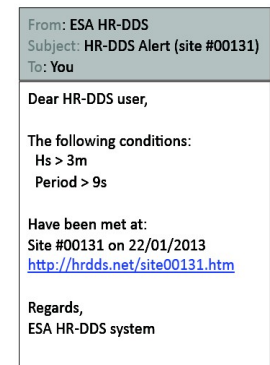 From: ESA HR-DDS
Subject: HR-DDS Alert (site #00131)
To: You
Dear HR-DDS user,
The following conditions:
Hs > 3m
Period > 9s
Have been met at:
Site #00131 on 22/01/2013
http://hrdds.net/site00131.htm
Regards,
ESA HR-DDS system